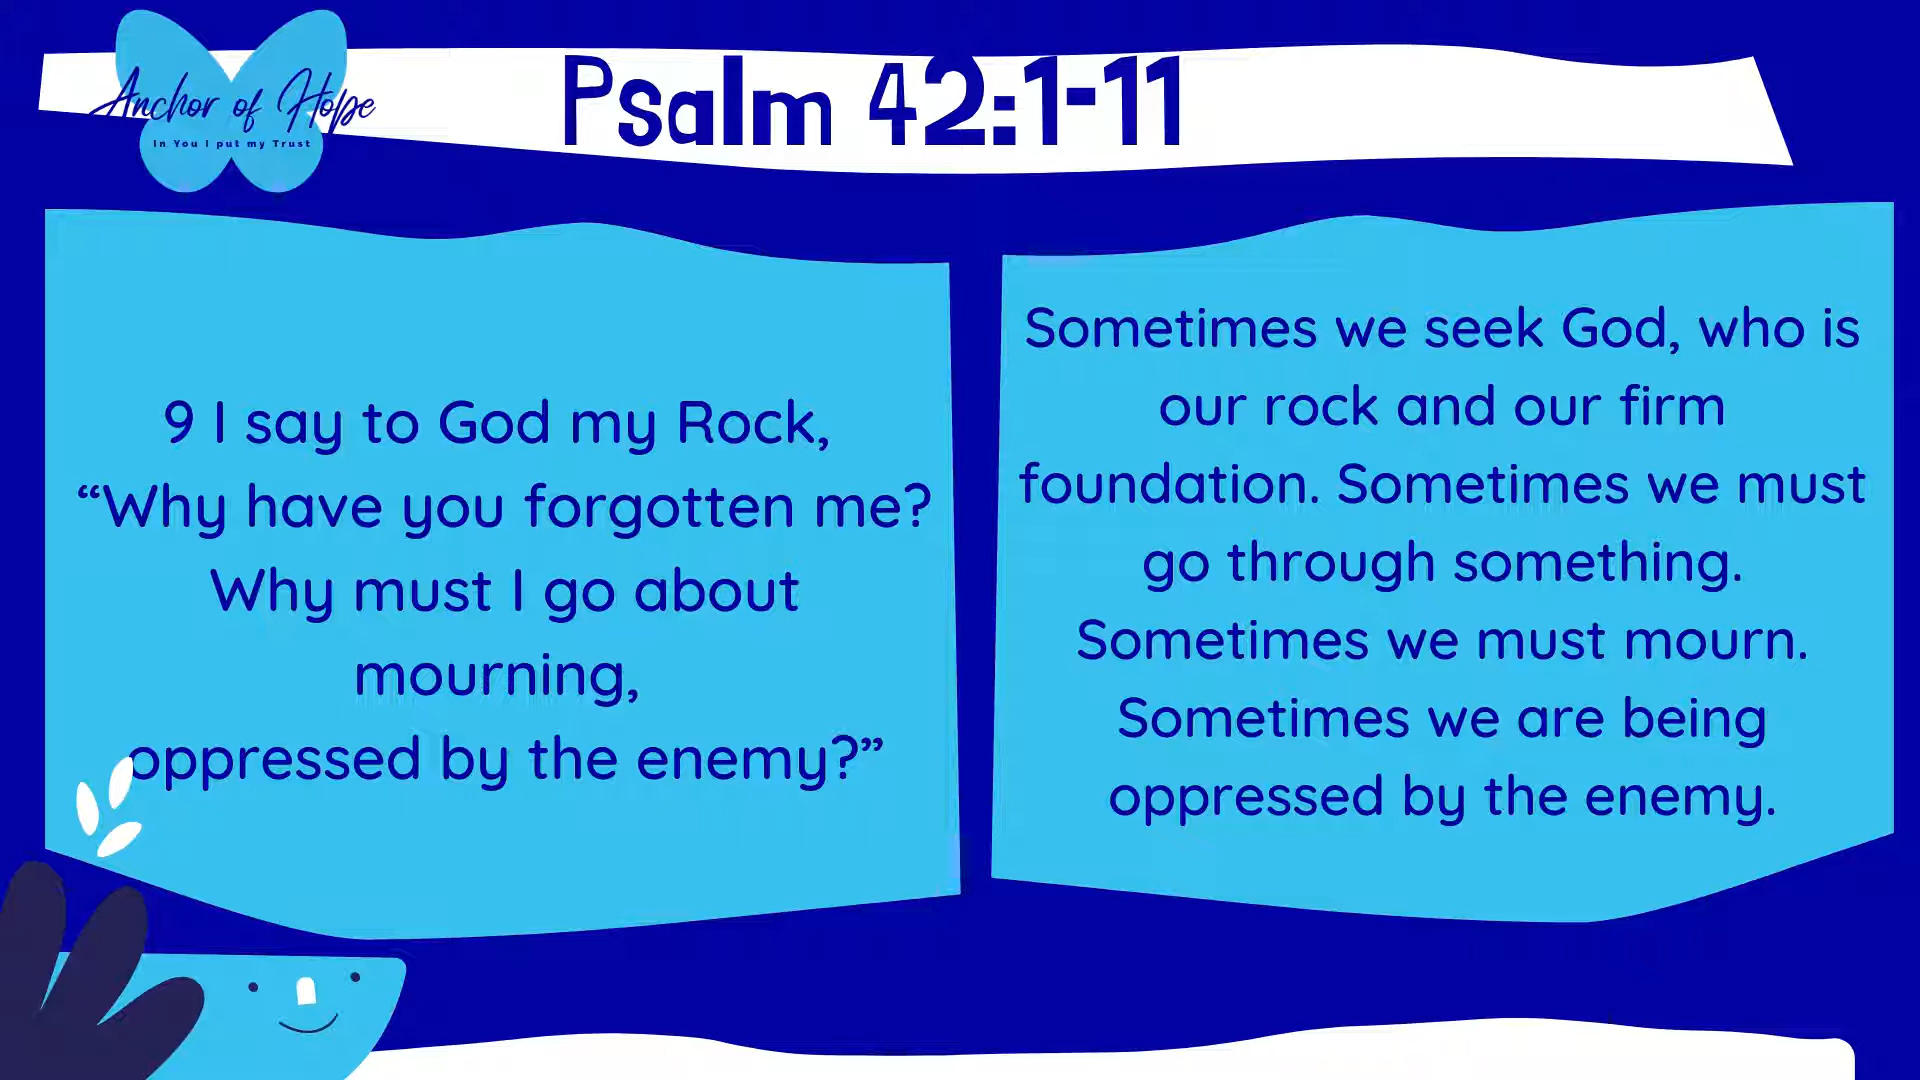 Anchor of Hope
In You I put my Trust
Psalm 42:1-11
9 I say to God my Rock,
“Why have you forgotten me?
Why must I go about
mourning,
oppressed by the enemy?”
Sometimes we seek God, who is
our rock and our firm
foundation. Sometimes we must
go through something.
Sometimes we must mourn.
Sometimes we are being
oppressed by the enemy.